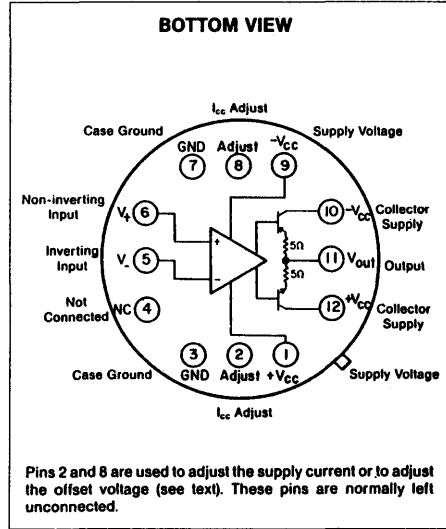 BOTTOM VIEW
Icc Adjust
Case Ground
Supply Voltage
GND
Adjust
-Vcc
7
8
9
Non-inverting
Input
V+
6
+
10
-Vcc
Collector
Supply
5Ω
Inverting
Input
V-
5
-
11
Vout
Output
5Ω
Not
Connected
NC
4
12
+Vcc
Collector
Supply
3
2
1
GND
Adjust
+Vcc
Case Ground
Supply Voltage
Icc Adjust
Pins 2 and 8 are used to adjust the supply current or to adjust
the offset voltage (see text). These pins are normally left
unconnected.